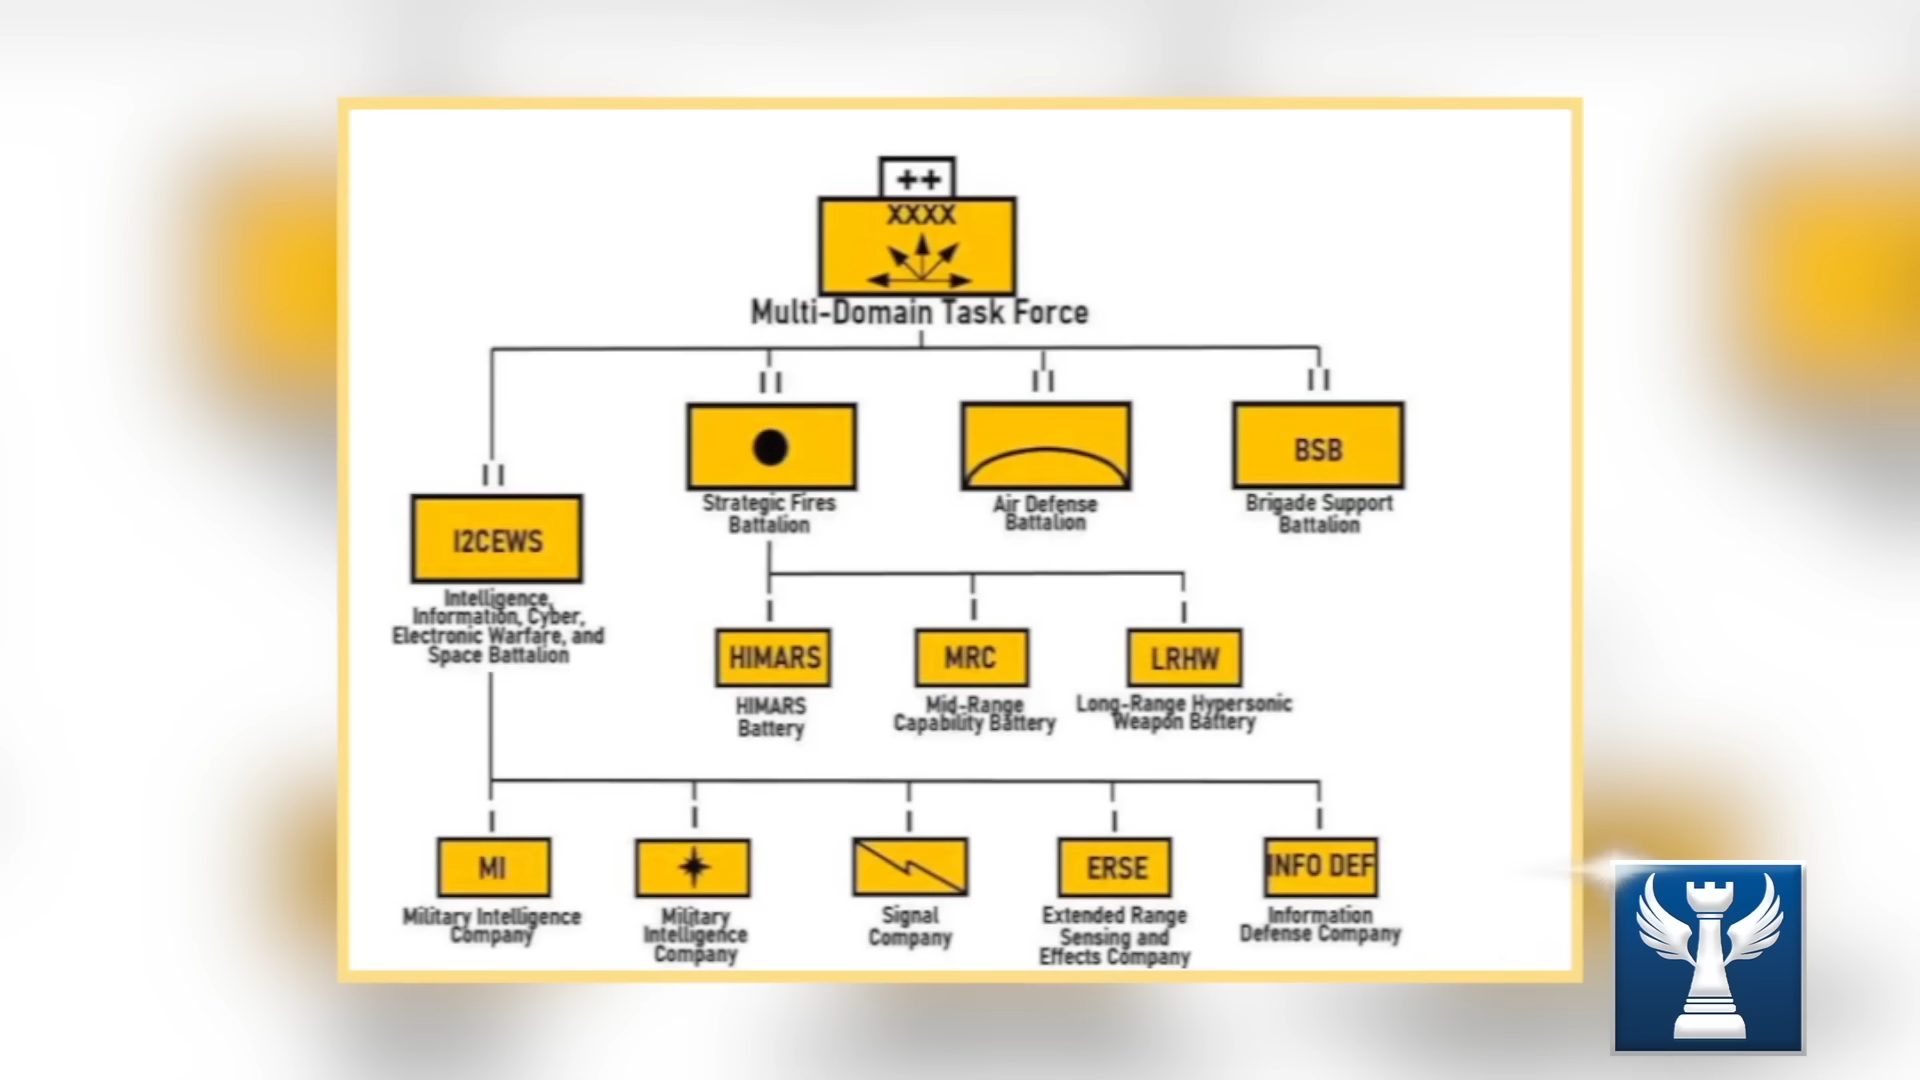 ++
XXXX
Multi-Domain Task Force
II
II
II
II
BSB
I2CEWS
Strategic Fires
Battalion
Air Defense
Battalion
Brigade Support
Battalion
Intelligence,
Information, Cyber,
Electronic Warfare, and
Space Battalion
I
I
I
HIMARS
MRC
LRHW
HIMARS
Battery
Mid-Range
Capability Battery
Long-Range Hypersonic
Weapon Battery
I
I
I
I
I
MI
ERSE
INFO DEF
Military Intelligence
Company
Military
Intelligence
Company
Signal
Company
Extended Range
Sensing and
Effects Company
Information
Defense Company